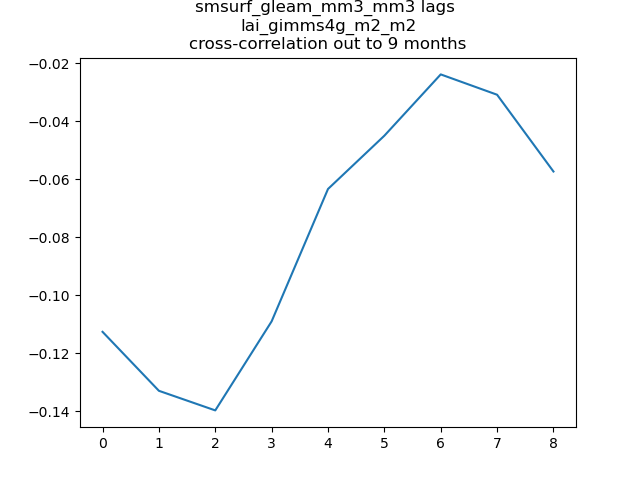 smsurf_gleam_mm3_mm3 lags
lai_gimms4g_m2_m2
cross-correlation out to 9 months
−0.02
−0.04
−0.06
−0.08
−0.10
−0.12
−0.14
0 1 2 3 4 5 6 7 8